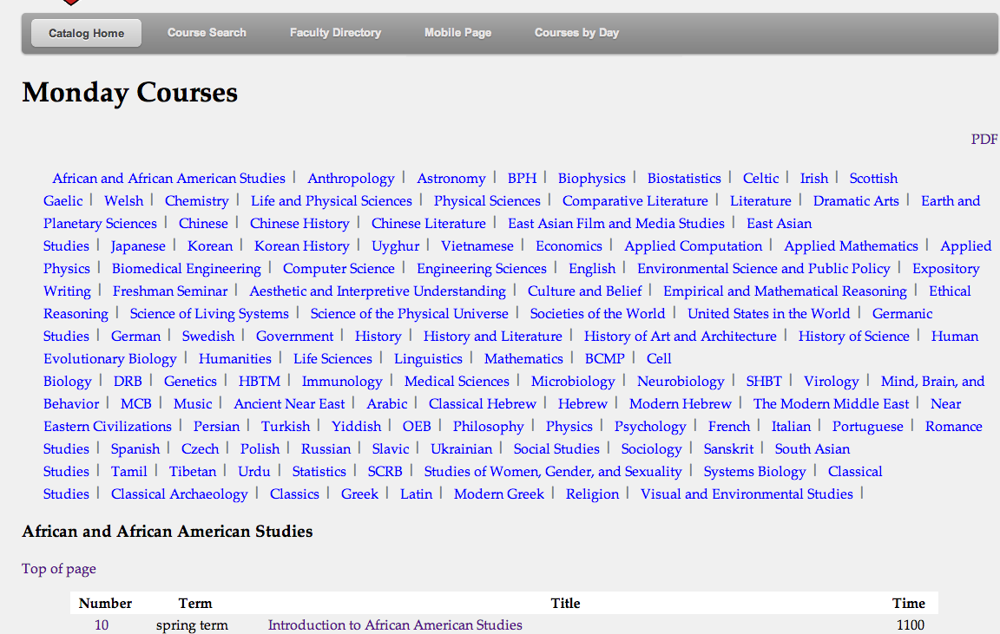 Catalog Home Course Search Faculty Directory Mobile Page Courses by Day
Monday Courses
PDF
African and African American Studies | Anthropology | Astronomy | BPH | Biophysics | Biostatistics | Celtic | Irish | Scottish
Gaelic | Welsh | Chemistry | Life and Physical Sciences | Physical Sciences | Comparative Literature | Literature | Dramatic Arts | Earth and
Planetary Sciences | Chinese | Chinese History | Chinese Literature | East Asian Film and Media Studies | East Asian
Studies | Japanese | Korean | Korean History | Uyghur | Vietnamese | Economics | Applied Computation | Applied Mathematics | Applied
Physics | Biomedical Engineering | Computer Science | Engineering Sciences | English | Environmental Science and Public Policy | Expository
Writing | Freshman Seminar | Aesthetic and Interpretive Understanding | Culture and Belief | Empirical and Mathematical Reasoning | Ethical
Reasoning | Science of Living Systems | Science of the Physical Universe | Societies of the World | United States in the World | Germanic
Studies | German | Swedish | Government | History | History and Literature | History of Art and Architecture | History of Science | Human
Evolutionary Biology | Humanities | Life Sciences | Linguistics | Mathematics | BCMP | Cell
Biology | DRB | Genetics | HBTM | Immunology | Medical Sciences | Microbiology | Neurobiology | SHBT | Virology | Mind, Brain, and
Behavior | MCB | Music | Ancient Near East | Arabic | Classical Hebrew | Hebrew | Modern Hebrew | The Modern Middle East | Near
Eastern Civilizations | Persian | Turkish | Yiddish | OEB | Philosophy | Physics | Psychology | French | Italian | Portuguese | Romance
Studies | Spanish | Czech | Polish | Russian | Slavic | Ukrainian | Social Studies | Sociology | Sanskrit | South Asian
Studies | Tamil | Tibetan | Urdu | Statistics | SCRB | Studies of Women, Gender, and Sexuality | Systems Biology | Classical
Studies | Classical Archaeology | Classics | Greek | Latin | Modern Greek | Religion | Visual and Environmental Studies |
African and African American Studies
Top of page
Number Term Title Time
10 spring term Introduction to African American Studies 1100